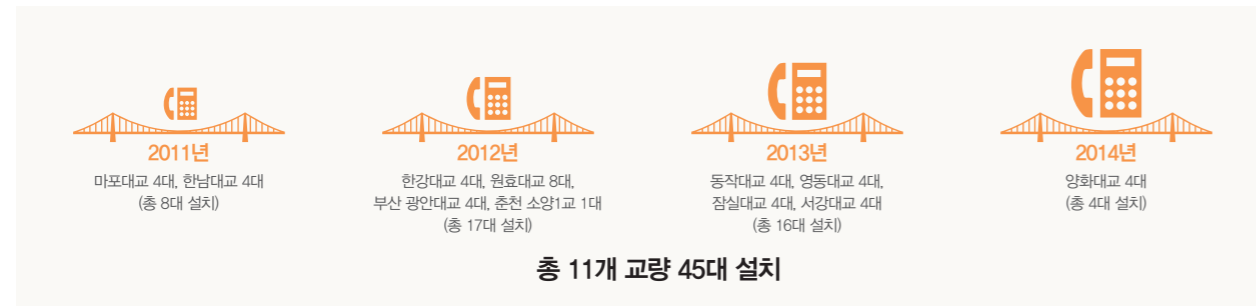 2011년
마포대교 4대, 한남대교 4대
(총 8대 설치)
2012년
한강대교 4대, 원효대교 8대,
부산 광안대교 4대, 춘천 소양1교 1대
(총 17대 설치)
2013년
동작대교 4대, 영동대교 4대,
잠실대교 4대, 서강대교 4대
(총 16대 설치)
2014년
양화대교 4대
(총 4대 설치)
총 11개 교량 45대 설치